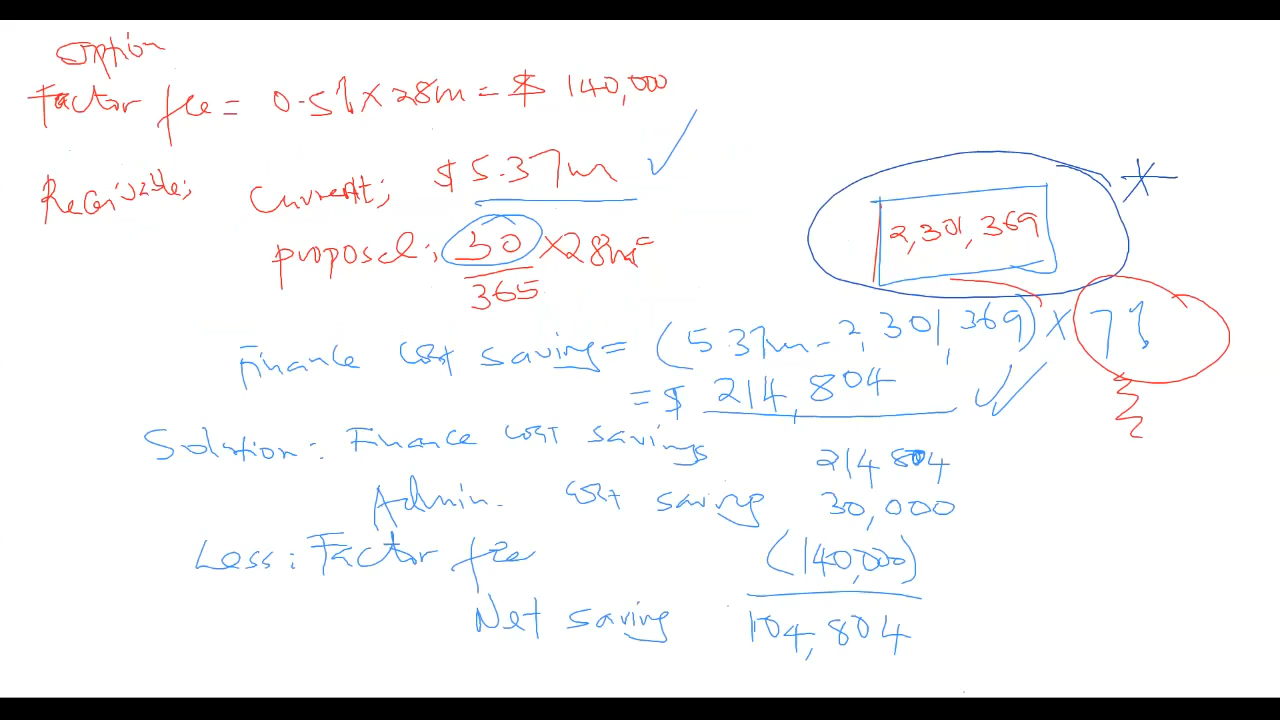 Option
Factor fee = 0.5% × 28m = $ 140,000
Receivable; Current; $5.37m
proposel; 30/365 × 28m =
2,301,369
Finance cost saving = (5.37m - 2,301,369) × 7%
= $ 214,804
Solution: Finance cost savings 214 804
Admin. cost saving 30,000
Less: Factor fee (140,000)
Net saving 104,804